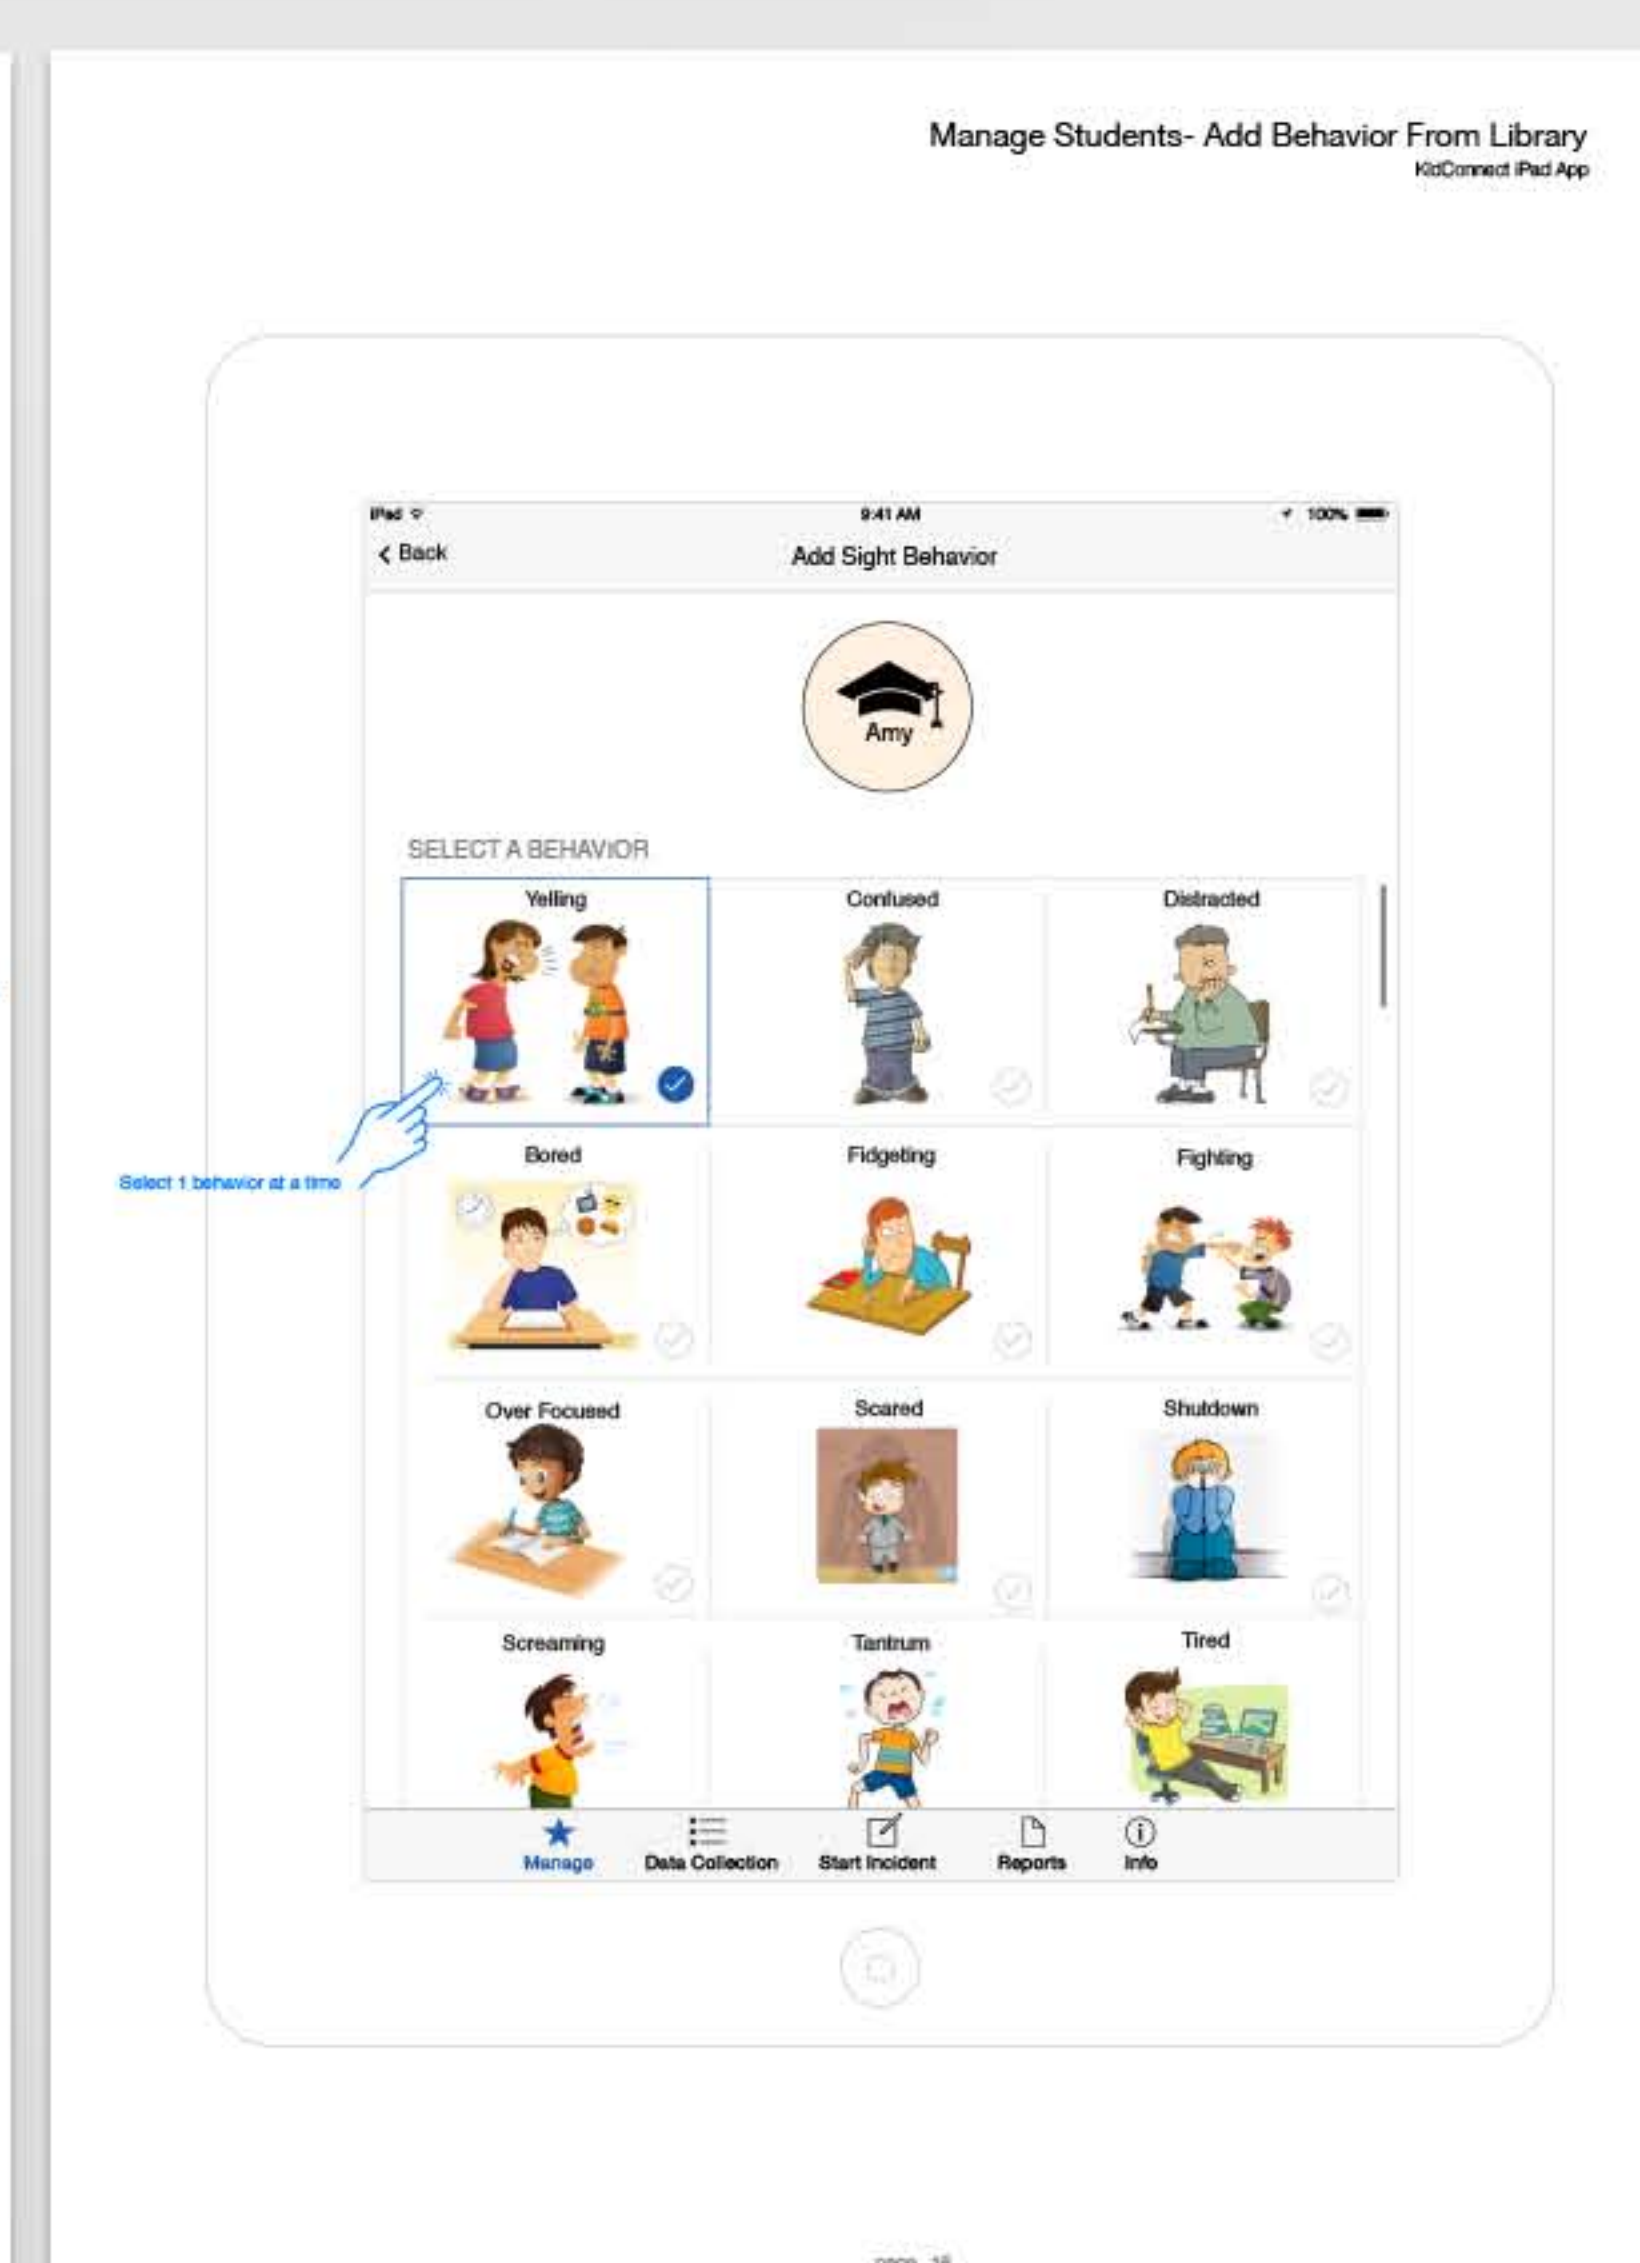 Manage Students- Add Behavior From Library
KidConnect iPad App
iPad 9:41 AM 100%
Back Add Sight Behavior
Amy
SELECT A BEHAVIOR
Yelling Confused Distracted
Select 1 behavior at a time
Bored Fidgeting Fighting
Over Focused Scared Shutdown
Screaming Tantrum Tired
Manage Data Collection Start Incident Reports Info